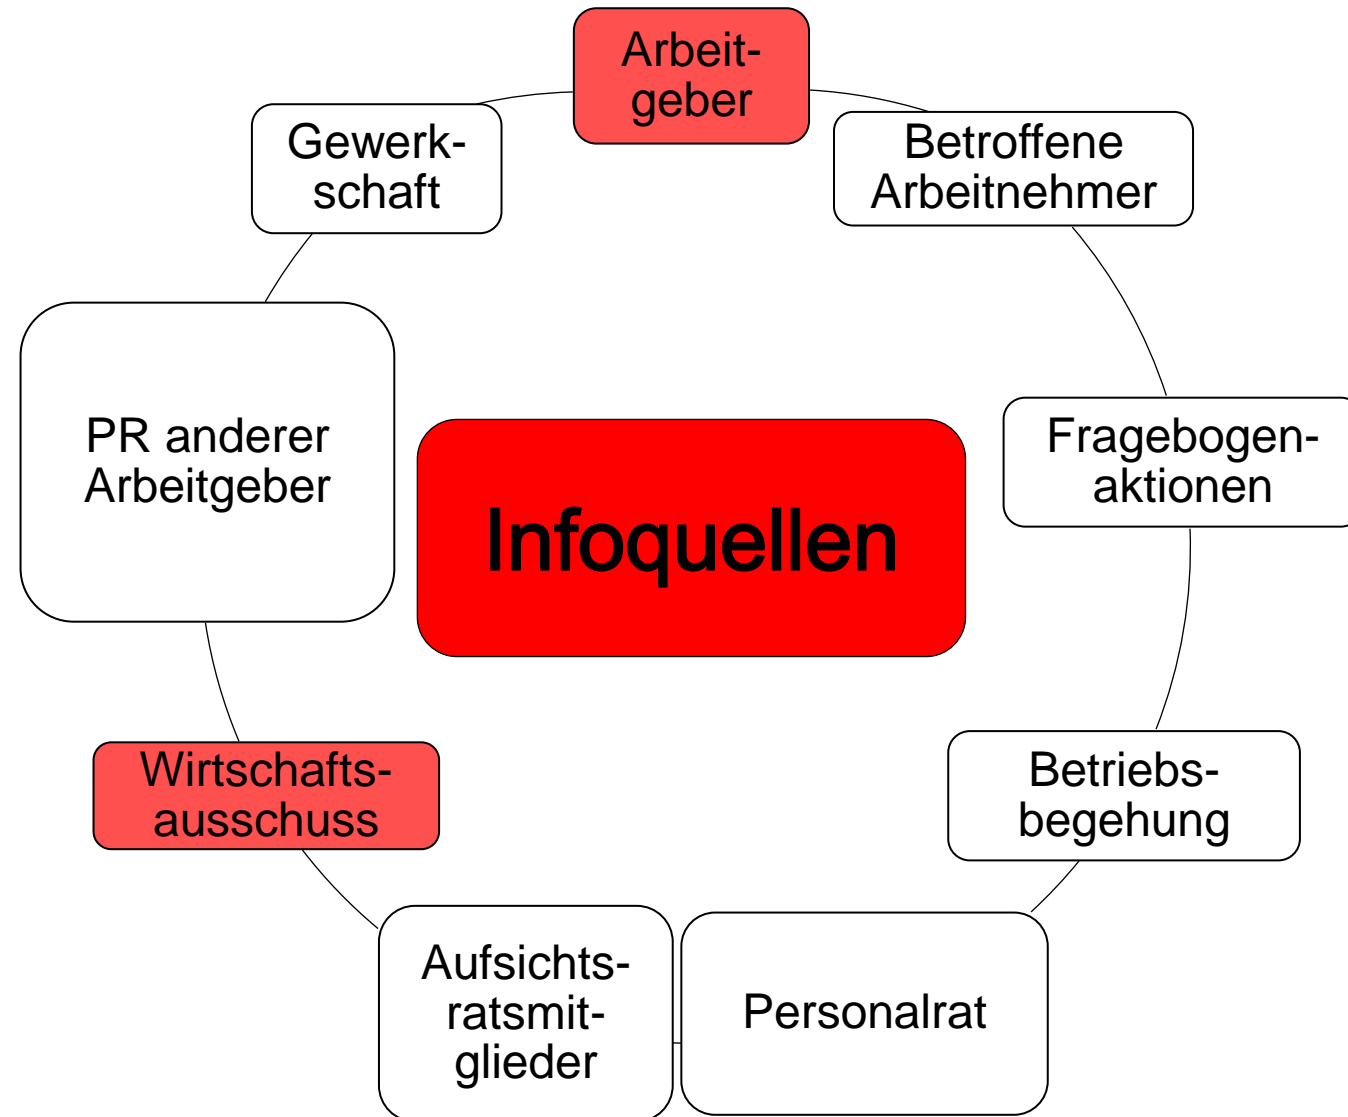 Arbeit-
geber
Gewerk-
schaft
Betroffene
Arbeitnehmer
PR anderer
Arbeitgeber
Fragebogen-
aktionen
Infoquellen
Wirtschafts-
ausschuss
Betriebs-
begehung
Aufsichts-
ratsmit-
glieder
Personalrat